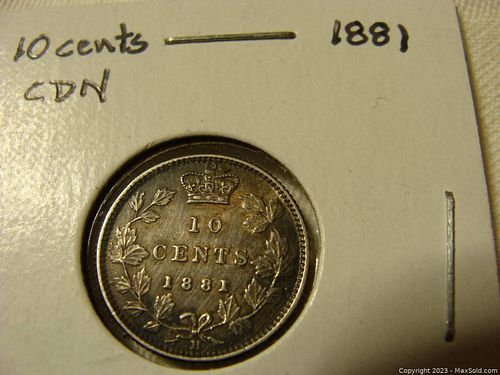 10 cents 1881
CDN
10
CENTS.
1881
H
Copyright 2023 - MaxSold.com